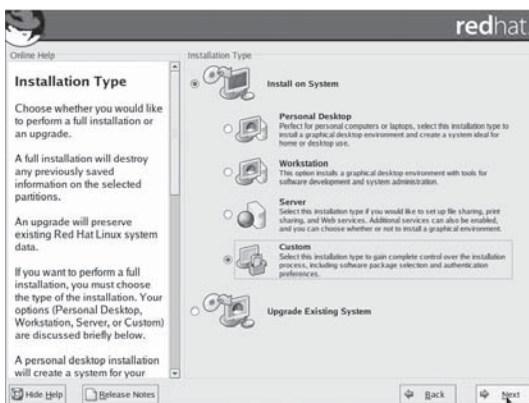 redhat.
Online Help
Installation Type
Choose whether you would like
to perform a full installation or
an upgrade.
A full installation will destroy
any previously saved
information on the selected
partitions.
An upgrade will preserve
existing Red Hat Linux system
data.
If you want to perform a full
installation, you must choose
the type of the installation. Your
options (Personal Desktop,
Workstation, Server, or Custom)
are discussed briefly below.
A personal desktop installation
will create a system for your
Installation Type
Install on System
Personal Desktop
Perfect for personal computers or laptops, select this installation type to
install a graphical desktop environment and create a system ideal for
home or desktop use.
Workstation
This option installs a graphical desktop environment with tools for
software development and system administration.
Server
Select this installation type if you would like to set up file sharing, print
sharing, and Web services. Additional services can also be enabled,
and you can choose whether or not to install a graphical environment.
Custom
Select this installation type to gain complete control over the installation
process, including software package selection and authentication
preferences.
Upgrade Existing System
Hide Help
Release Notes
Back
Next